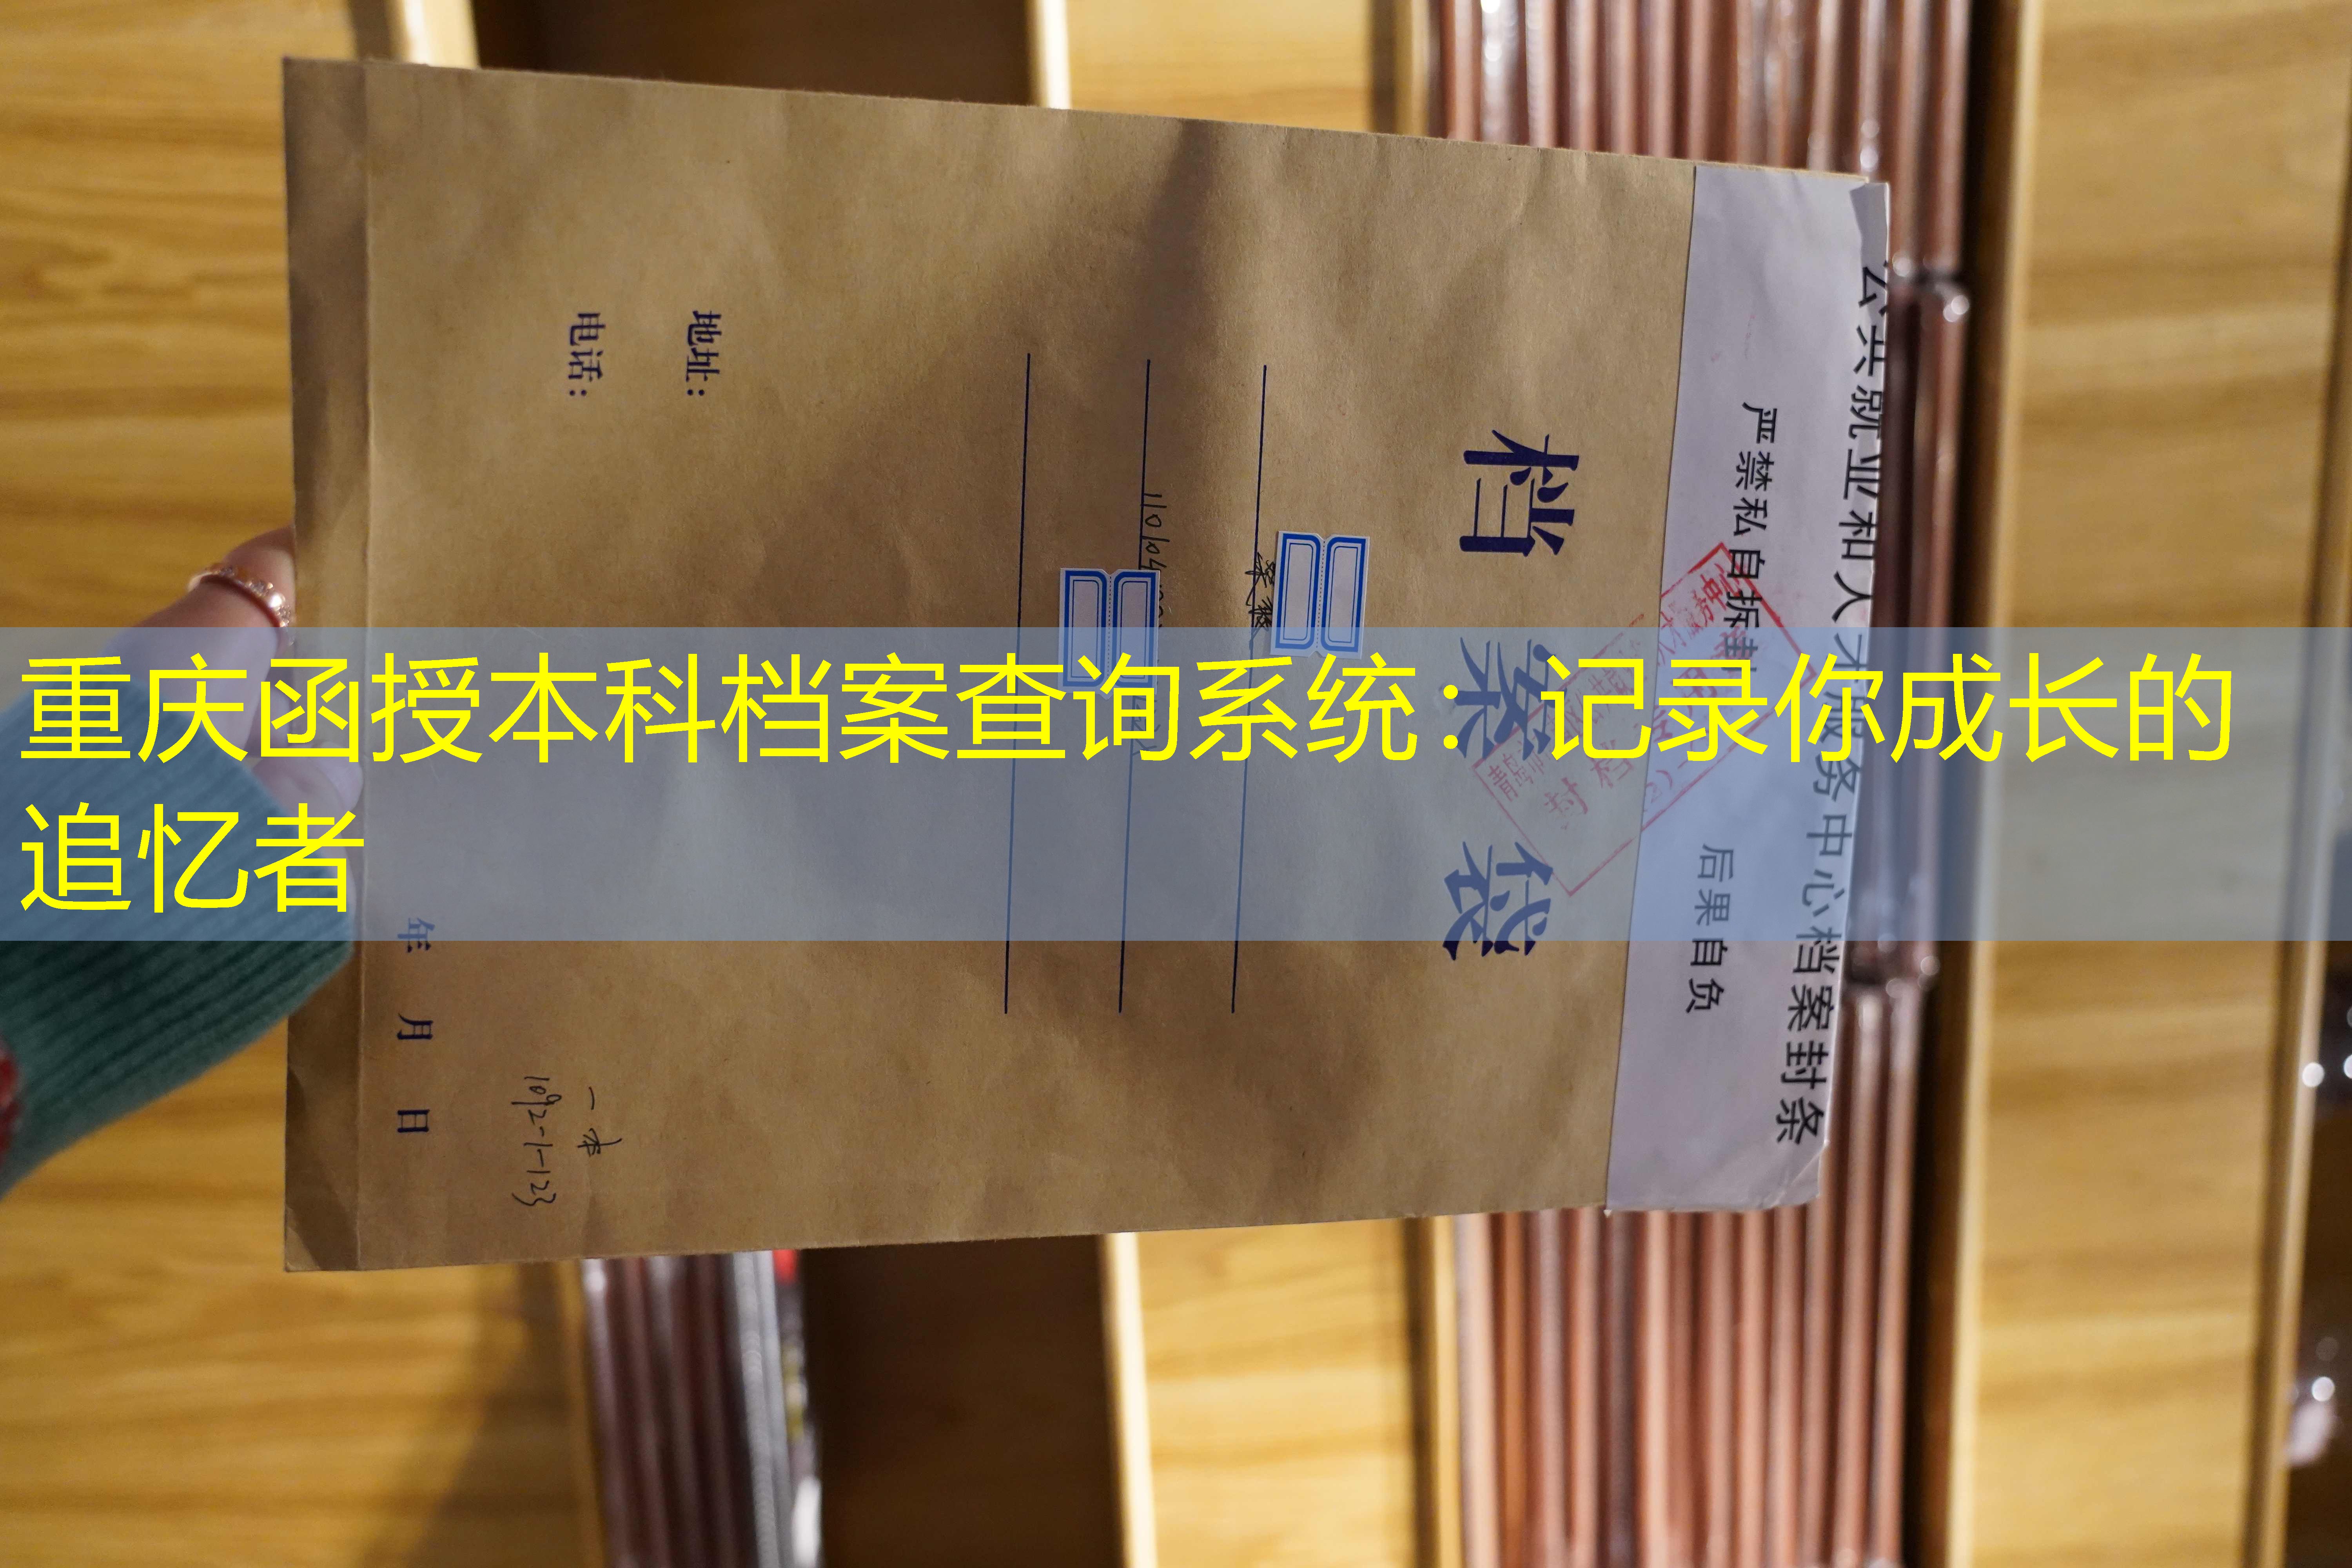 重庆函授本科档案查询系统：记录你成长的
追忆者
公共就业和人才服务中心档案封条
严禁私自拆封 后果自负
档案袋
地址：
电话：
年 月 日
一本
1092-1-123